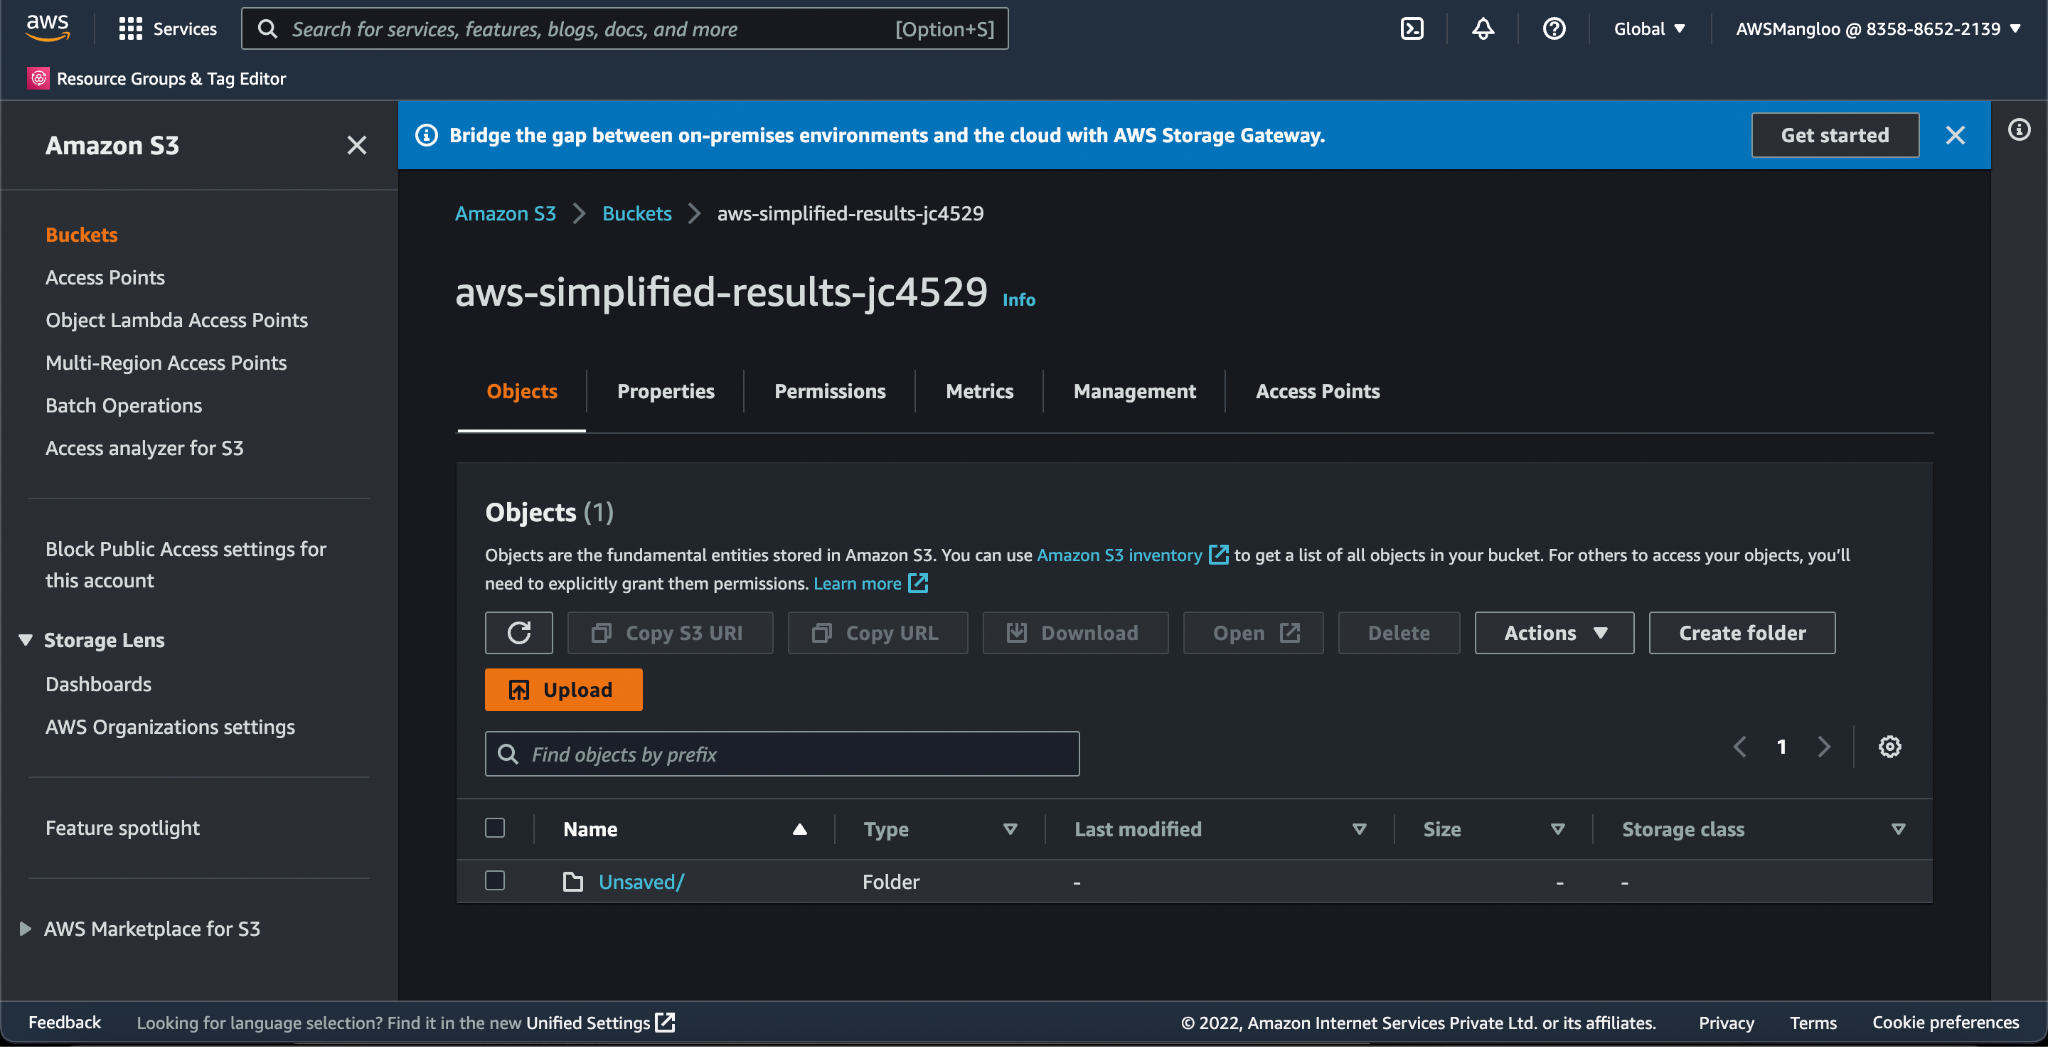 aws
Services
Search for services, features, blogs, docs, and more
[Option+S]
Global
AWSMangloo @ 8358-8652-2139
Resource Groups & Tag Editor
Amazon S3
Buckets
Access Points
Object Lambda Access Points
Multi-Region Access Points
Batch Operations
Access analyzer for S3
Block Public Access settings for
this account
Storage Lens
Dashboards
AWS Organizations settings
Feature spotlight
AWS Marketplace for S3
Bridge the gap between on-premises environments and the cloud with AWS Storage Gateway.
Get started
Amazon S3 > Buckets > aws-simplified-results-jc4529
aws-simplified-results-jc4529 Info
Objects
Properties
Permissions
Metrics
Management
Access Points
Objects (1)
Objects are the fundamental entities stored in Amazon S3. You can use Amazon S3 inventory to get a list of all objects in your bucket. For others to access your objects, you'll
need to explicitly grant them permissions. Learn more
Copy S3 URI
Copy URL
Download
Open
Delete
Actions
Create folder
Upload
Find objects by prefix
1
Name
Type
Last modified
Size
Storage class
Unsaved/
Folder
-
-
-
Feedback
Looking for language selection? Find it in the new Unified Settings
© 2022, Amazon Internet Services Private Ltd. or its affiliates.
Privacy
Terms
Cookie preferences